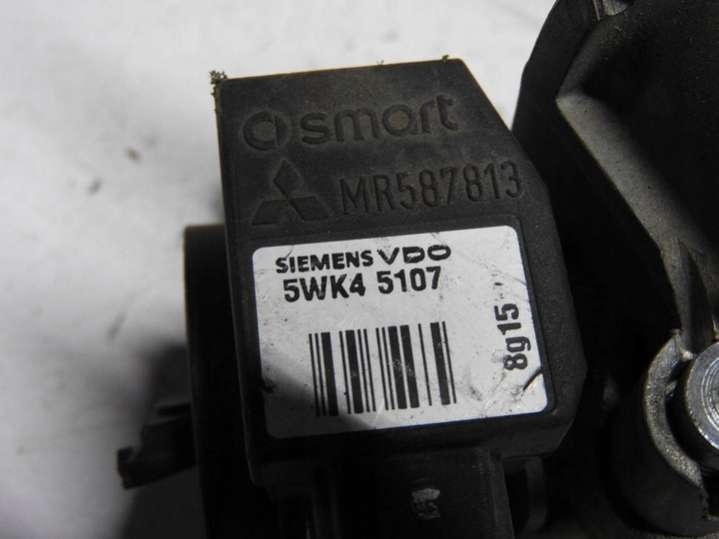 smart
MR587813
SIEMENS VDO
5WK4 5107
8g15